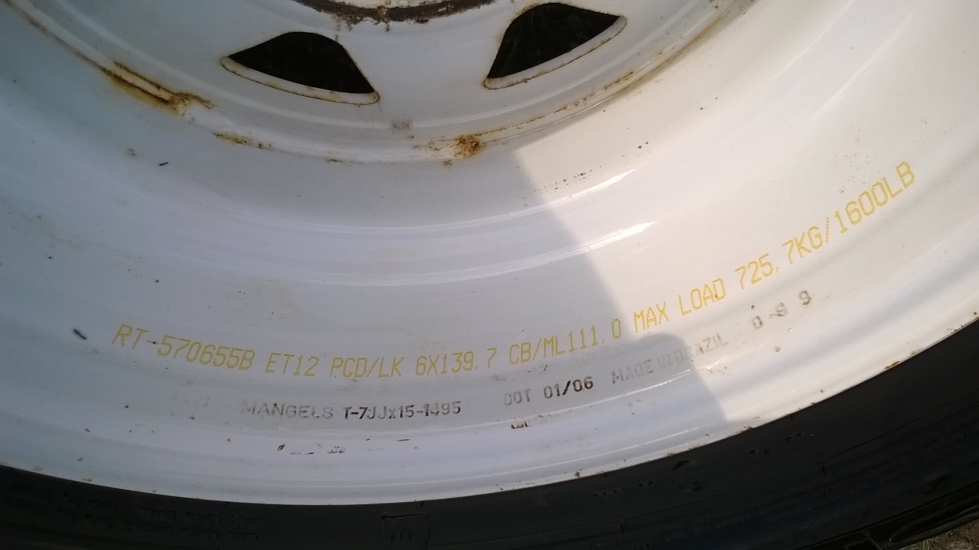 RT-570655B ET12 PCD/LK 6X139.7 CB/ML111.0 MAX LOAD 725.7KG/1600LB
MANGELS T-7JJx15-1495 DOT 01/06 MADE IN BRAZIL